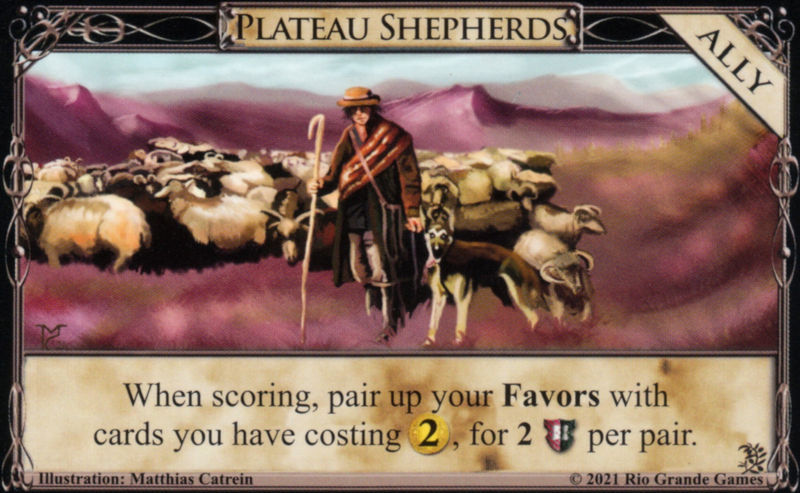 PLATEAU SHEPHERDS
ALLY
When scoring, pair up your Favors with
cards you have costing 2, for 2 per pair.
Illustration: Matthias Catrein
© 2021 Rio Grande Games